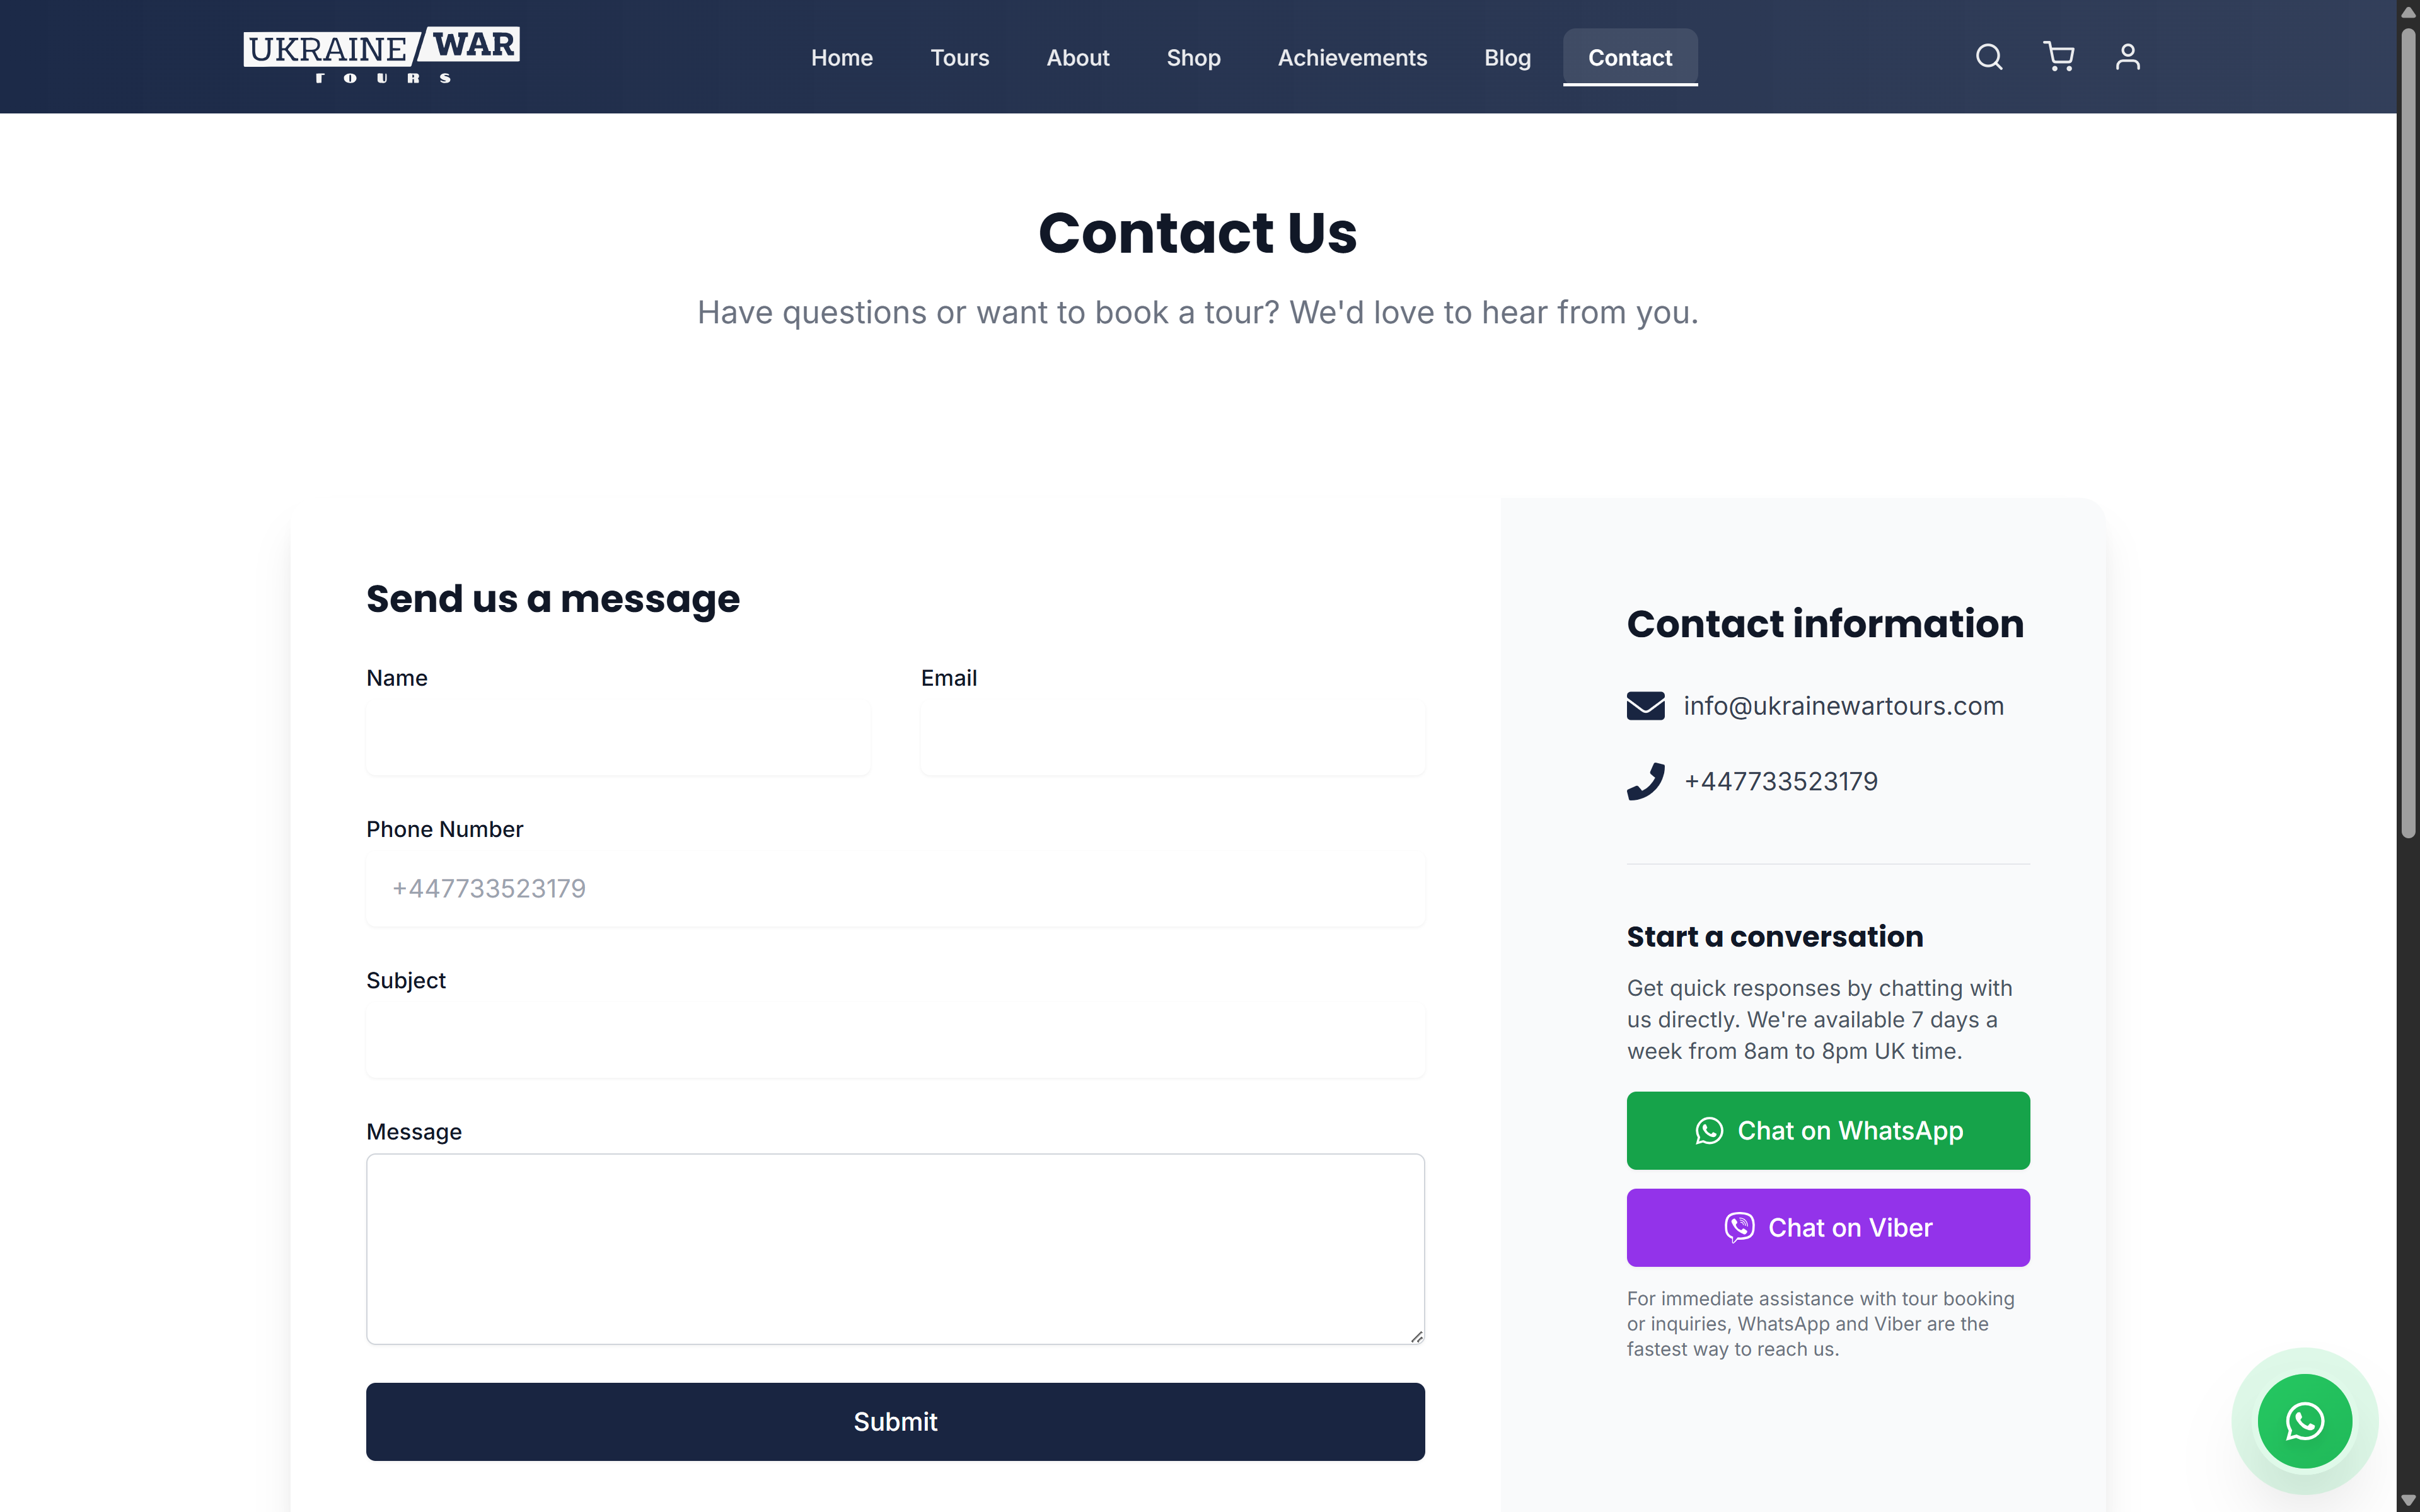 UKRAINE WAR
TOURS
Home
Tours
About
Shop
Achievements
Blog
Contact
Contact Us
Have questions or want to book a tour? We'd love to hear from you.
Send us a message
Name
Email
Phone Number
+447733523179
Subject
Message
Submit
Contact information
info@ukrainewartours.com
+447733523179
Start a conversation
Get quick responses by chatting with
us directly. We're available 7 days a
week from 8am to 8pm UK time.
Chat on WhatsApp
Chat on Viber
For immediate assistance with tour booking
or inquiries, WhatsApp and Viber are the
fastest way to reach us.